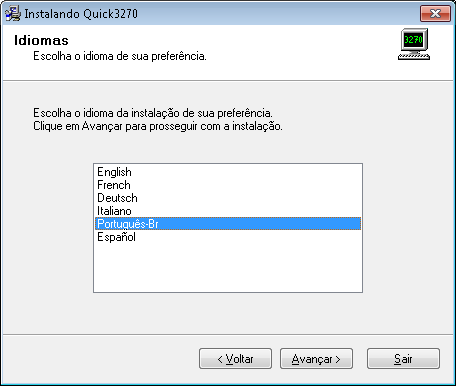 Instalando Quick3270
Idiomas
Escolha o idioma de sua preferência.
3270
Escolha o idioma da instalação de sua preferência.
Clique em Avançar para prosseguir com a instalação.
English
French
Deutsch
Italiano
Português-Br
Español
< Voltar
Avançar >
Sair